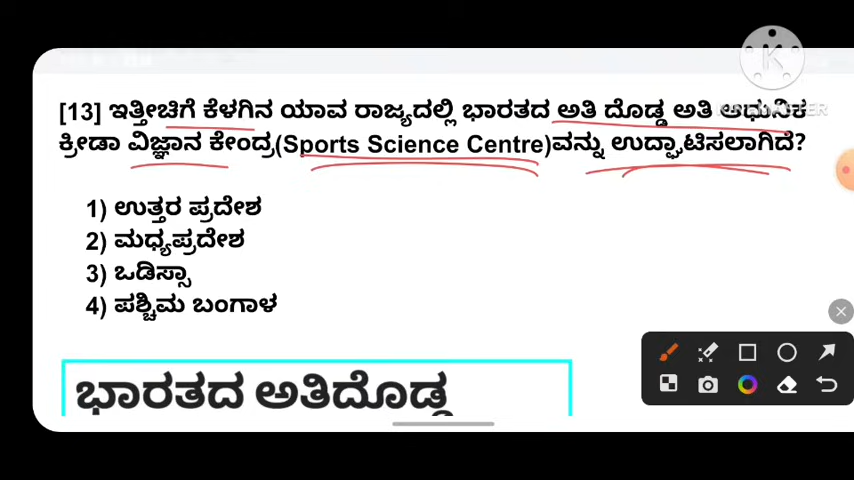 [13] ಇತ್ತೀಚಿಗೆ ಕೆಳಗಿನ ಯಾವ ರಾಜ್ಯದಲ್ಲಿ ಭಾರತದ ಅತಿ ದೊಡ್ಡ ಅತಿ ಆಧುನಿಕ
ಕ್ರೀಡಾ ವಿಜ್ಞಾನ ಕೇಂದ್ರ(Sports Science Centre)ವನ್ನು ಉದ್ಘಾಟಿಸಲಾಗಿದೆ?
1) ಉತ್ತರ ಪ್ರದೇಶ
2) ಮಧ್ಯಪ್ರದೇಶ
3) ಒಡಿಸ್ಸಾ
4) ಪಶ್ಚಿಮ ಬಂಗಾಳ
ಭಾರತದ ಅತಿದೊಡ್ಡ